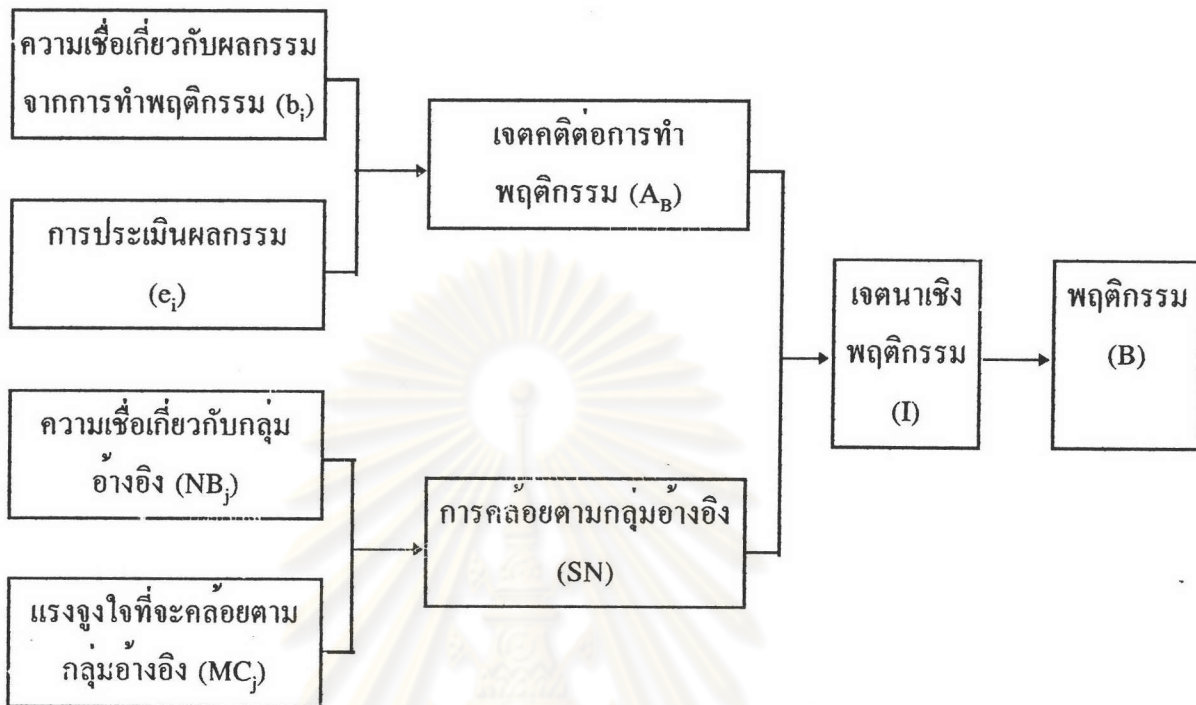 ความเชื่อเกี่ยวกับผลกรรม
จากการทำพฤติกรรม (bi)
การประเมินผลกรรม
(ei)
เจตคติต่อการทำ
พฤติกรรม (AB)
ความเชื่อเกี่ยวกับกลุ่ม
อ้างอิง (NBj)
แรงจูงใจที่จะคล้อยตาม
กลุ่มอ้างอิง (MCj)
การคล้อยตามกลุ่มอ้างอิง
(SN)
เจตนาเชิง
พฤติกรรม
(I)
พฤติกรรม
(B)